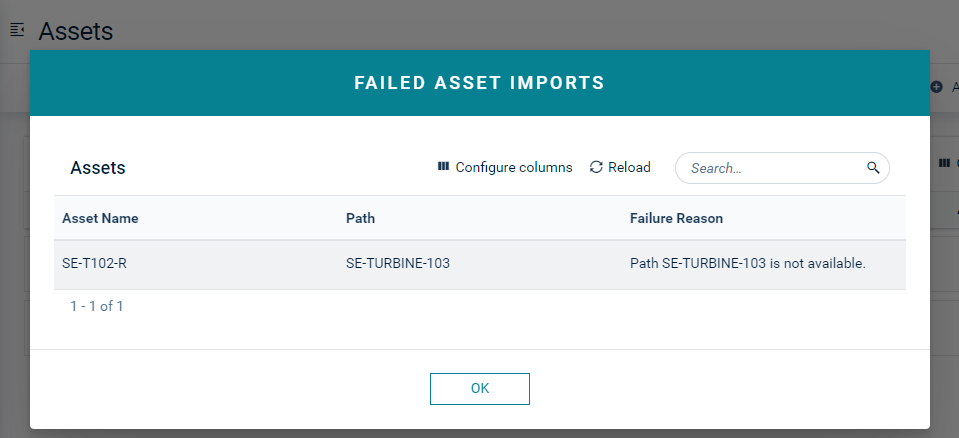 Assets
FAILED ASSET IMPORTS
Assets
Configure columns
Reload
Search...
Asset Name Path Failure Reason
SE-T102-R SE-TURBINE-103 Path SE-TURBINE-103 is not available.
1 - 1 of 1
OK